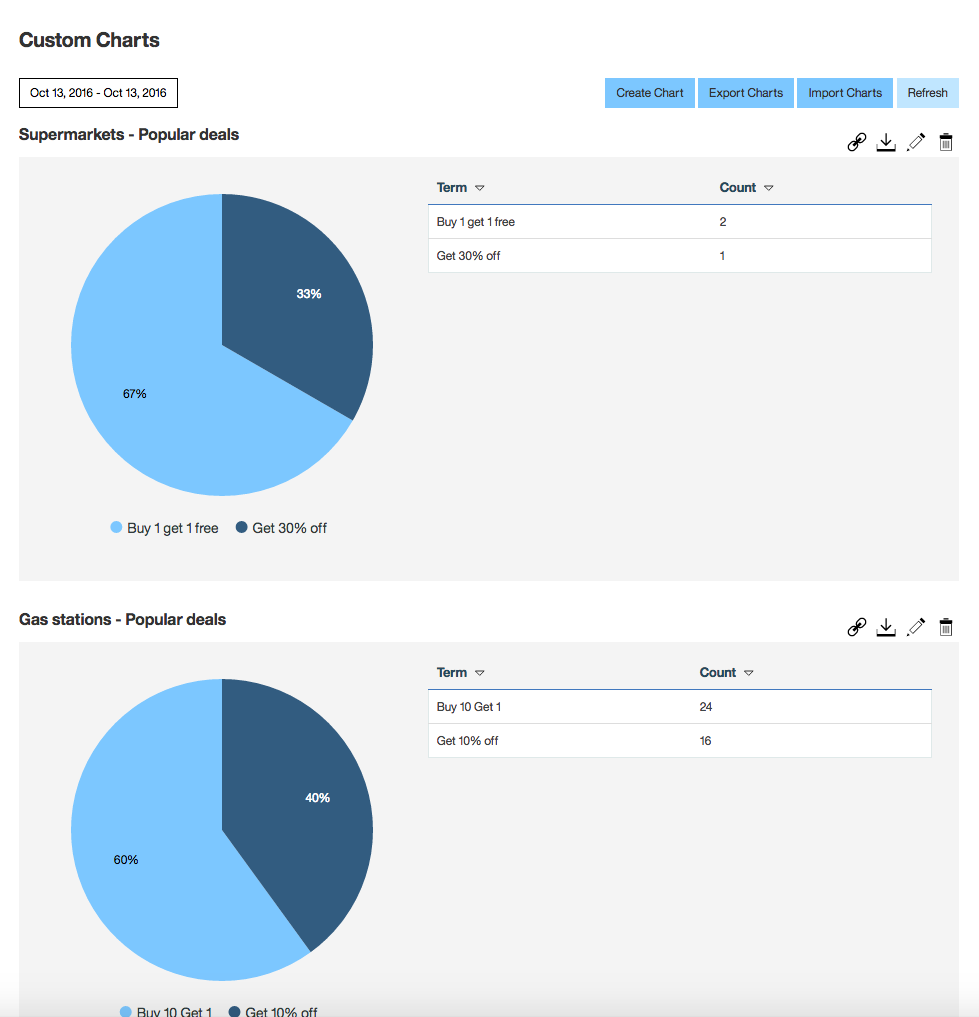 Custom Charts
Oct 13, 2016 - Oct 13, 2016
Create Chart Export Charts Import Charts Refresh
Supermarkets - Popular deals
Term Count
Buy 1 get 1 free 2
Get 30% off 1
33%
67%
Buy 1 get 1 free Get 30% off
Gas stations - Popular deals
Term Count
Buy 10 Get 1 24
Get 10% off 16
40%
60%
Buy 10 Get 1 Get 10% off